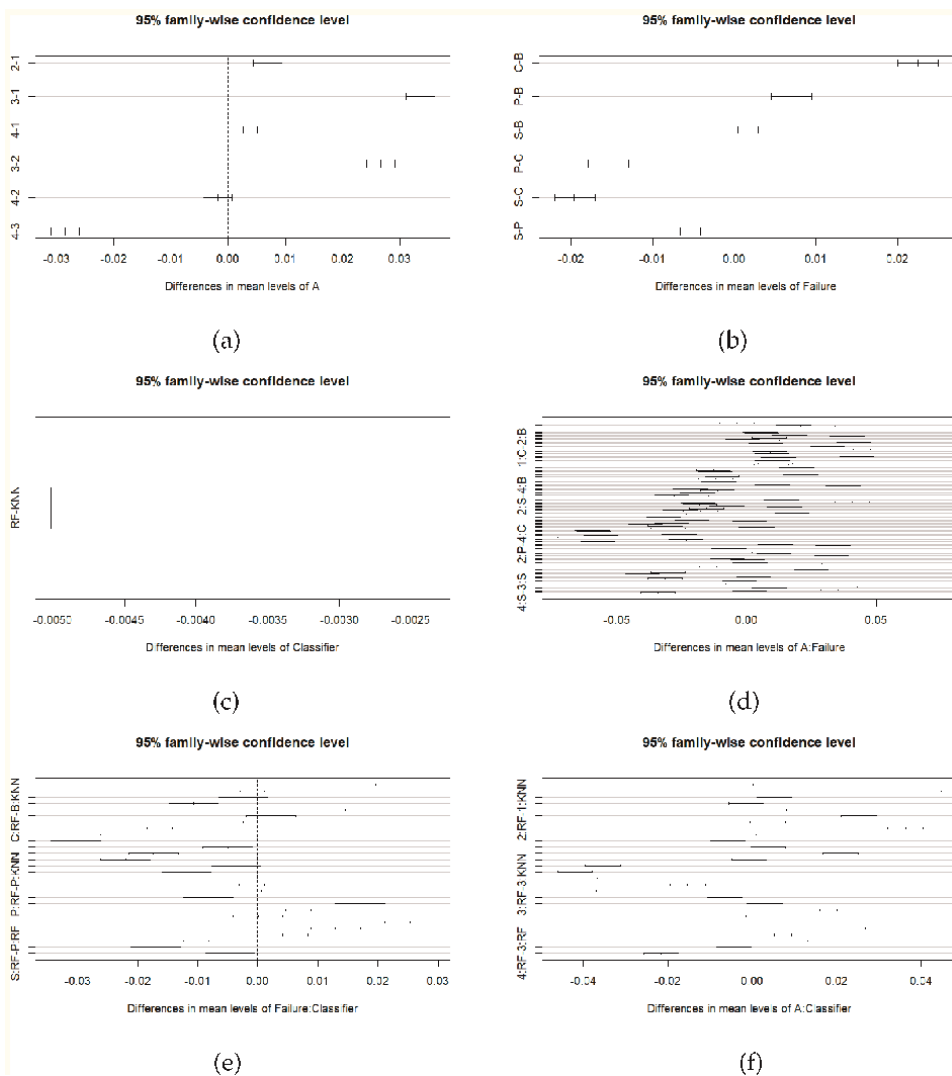 95% family-wise confidence level
2-1
3-1
4-1
3-2
4-2
4-3
-0.03 -0.02 -0.01 0.00 0.01 0.02 0.03
Differences in mean levels of A
(a)
95% family-wise confidence level
C-B
P-B
S-B
P-C
S-C
S-P
-0.02 -0.01 0.00 0.01 0.02
Differences in mean levels of Failure
(b)
95% family-wise confidence level
RF-KNN
-0.0050 -0.0045 -0.0040 -0.0035 -0.0030 -0.0025
Differences in mean levels of Classifier
(c)
95% family-wise confidence level
1:C-2:B
2:S-4:B
2:P-4:C
4:S-3:S
-0.05 0.00 0.05
Differences in mean levels of A:Failure
(d)
95% family-wise confidence level
C:RF-B:KNN
P:RF-P:KNN
S:RF-P:RF
-0.03 -0.02 -0.01 0.00 0.01 0.02 0.03
Differences in mean levels of Failure:Classifier
(e)
95% family-wise confidence level
2:RF-1:KNN
3:RF-3:KNN
4:RF-3:RF
-0.04 -0.02 0.00 0.02 0.04
Differences in mean levels of A:Classifier
(f)